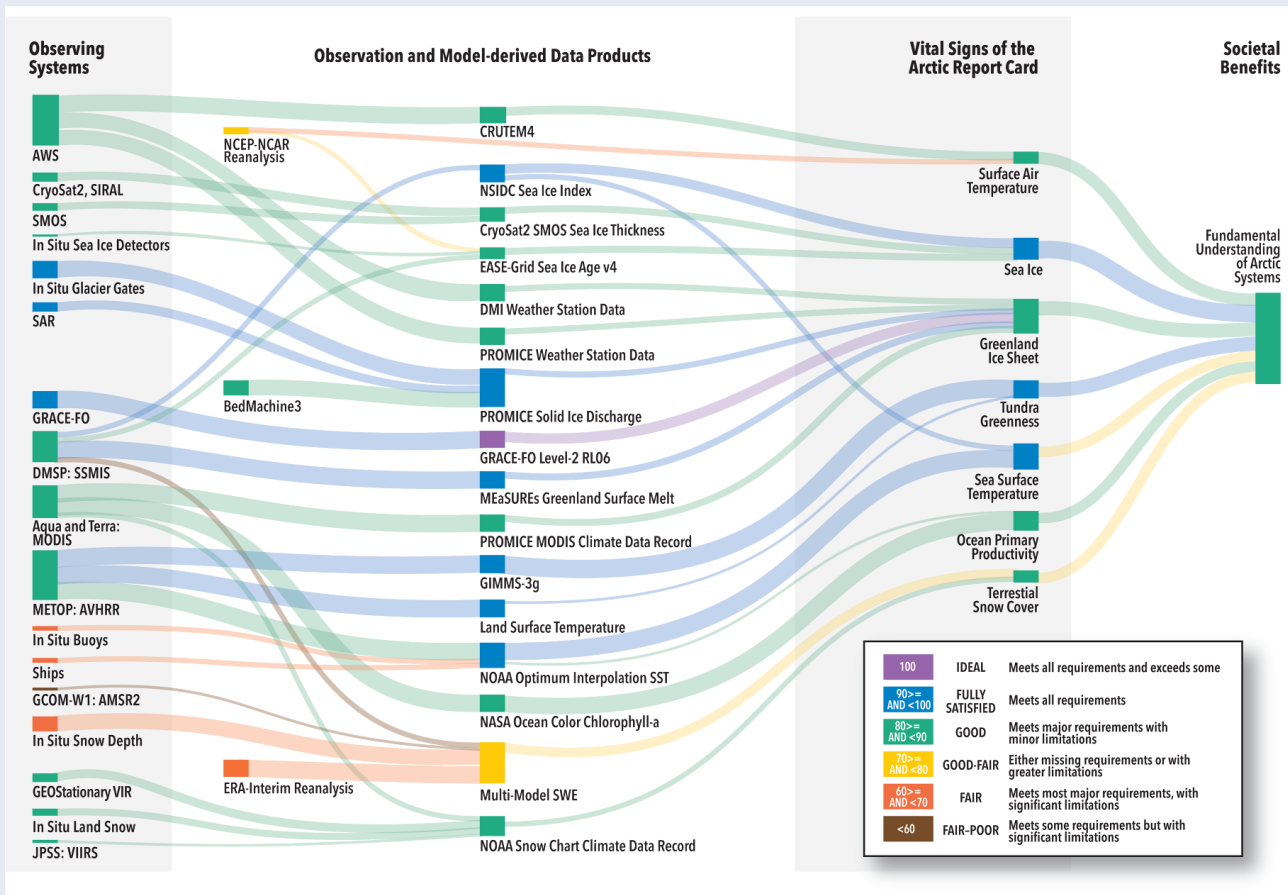 Observing
Systems
Observation and Model-derived Data Products
Vital Signs of the
Arctic Report Card
Societal
Benefits
AWS
CryoSat2, SIRAL
SMOS
In Situ Sea Ice Detectors
In Situ Glacier Gates
SAR
GRACE-FO
DMSP: SSMIS
Aqua and Terra:
MODIS
METOP: AVHRR
In Situ Buoys
Ships
GCOM-W1: AMSR2
In Situ Snow Depth
GEOStationary VIR
In Situ Land Snow
JPSS: VIIRS
NCEP-NCAR
Reanalysis
BedMachine3
ERA-Interim Reanalysis
CRUTEM4
NSIDC Sea Ice Index
CryoSat2 SMOS Sea Ice Thickness
EASE-Grid Sea Ice Age v4
DMI Weather Station Data
PROMICE Weather Station Data
PROMICE Solid Ice Discharge
GRACE-FO Level-2 RL06
MEaSUREs Greenland Surface Melt
PROMICE MODIS Climate Data Record
GIMMS-3g
Land Surface Temperature
NOAA Optimum Interpolation SST
NASA Ocean Color Chlorophyll-a
Multi-Model SWE
NOAA Snow Chart Climate Data Record
Surface Air
Temperature
Sea Ice
Greenland
Ice Sheet
Tundra
Greenness
Sea Surface
Temperature
Ocean Primary
Productivity
Terrestial
Snow Cover
Fundamental
Understanding
of Arctic
Systems
100 IDEAL Meets all requirements and exceeds some
90>=
AND <100
FULLY
SATISFIED
Meets all requirements
80>=
AND <90
GOOD
Meets major requirements with
minor limitations
70>=
AND <80
GOOD-FAIR
Either missing requirements or with
greater limitations
60>=
AND <70
FAIR
Meets most major requirements, with
significant limitations
<60
FAIR–POOR
Meets some requirements but with
significant limitations